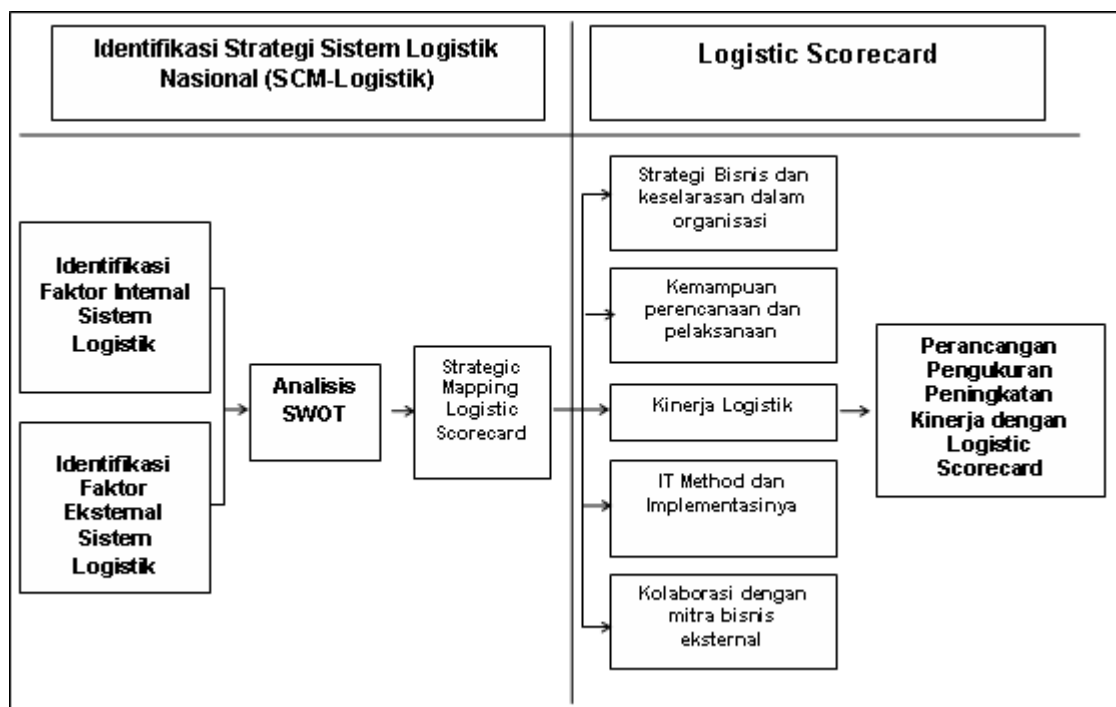 Identifikasi Strategi Sistem Logistik
Nasional (SCM-Logistik)
Logistic Scorecard
Identifikasi
Faktor Internal
Sistem
Logistik
Identifikasi
Faktor
Eksternal
Sistem
Logistik
Analisis
SWOT
Strategic
Mapping
Logistic
Scorecard
Strategi Bisnis dan
keselarasan dalam
organisasi
Kemampuan
perencanaan dan
pelaksanaan
Kinerja Logistik
IT Method dan
Implementasinya
Kolaborasi dengan
mitra bisnis
eksternal
Perancangan
Pengukuran
Peningkatan
Kinerja dengan
Logistic
Scorecard